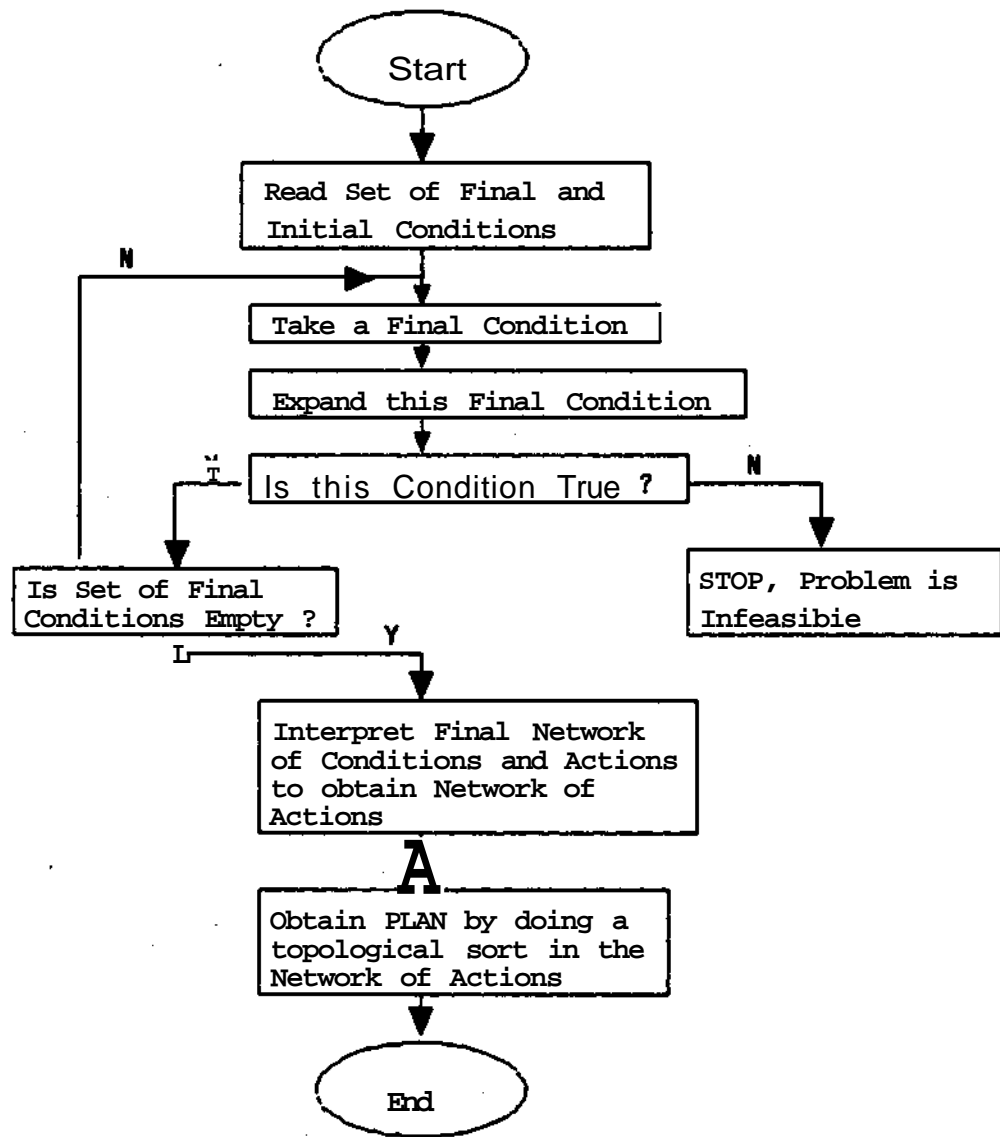 Start
Read Set of Final and
Initial Conditions
N
Take a Final Condition
Expand this Final Condition
Is this Condition True ?
N
Is Set of Final
Conditions Empty ?
STOP, Problem is
Infeasibie
Y
Interpret Final Network
of Conditions and Actions
to obtain Network of
Actions
A
Obtain PLAN by doing a
topological sort in the
Network of Actions
End